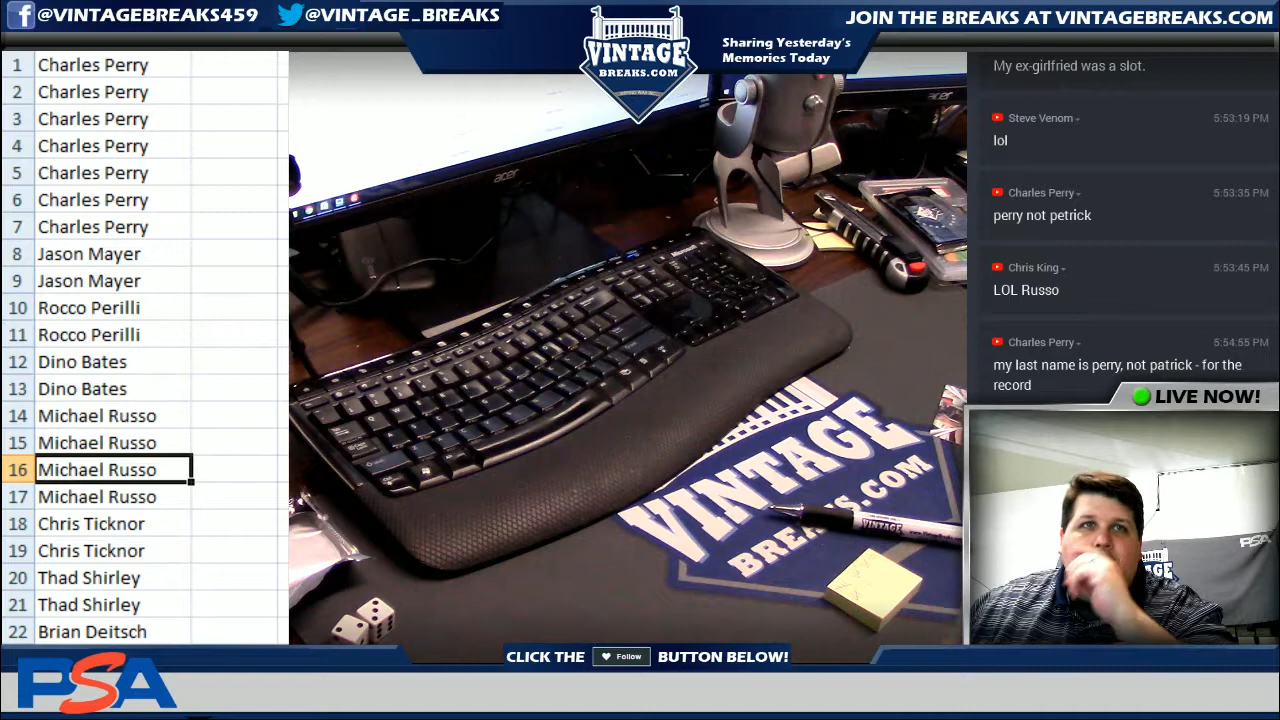 @VINTAGEBREAKS459
@VINTAGE_BREAKS
VINTAGE
BREAKS.COM
Sharing Yesterday's
Memories Today
JOIN THE BREAKS AT VINTAGEBREAKS.COM
1 Charles Perry
2 Charles Perry
3 Charles Perry
4 Charles Perry
5 Charles Perry
6 Charles Perry
7 Charles Perry
8 Jason Mayer
9 Jason Mayer
10 Rocco Perilli
11 Rocco Perilli
12 Dino Bates
13 Dino Bates
14 Michael Russo
15 Michael Russo
16 Michael Russo
17 Michael Russo
18 Chris Ticknor
19 Chris Ticknor
20 Thad Shirley
21 Thad Shirley
22 Brian Deitsch
acer
acer
Microsoft
VINTAGE
BREAKS.COM
VINTAGE
My ex-girlfried was a slot.
Steve Venom 5:53:19 PM
lol
Charles Perry 5:53:35 PM
perry not petrick
Chris King 5:53:45 PM
LOL Russo
Charles Perry 5:54:55 PM
my last name is perry, not patrick - for the
record
LIVE NOW!
PSA
CLICK THE Follow BUTTON BELOW!
PSA